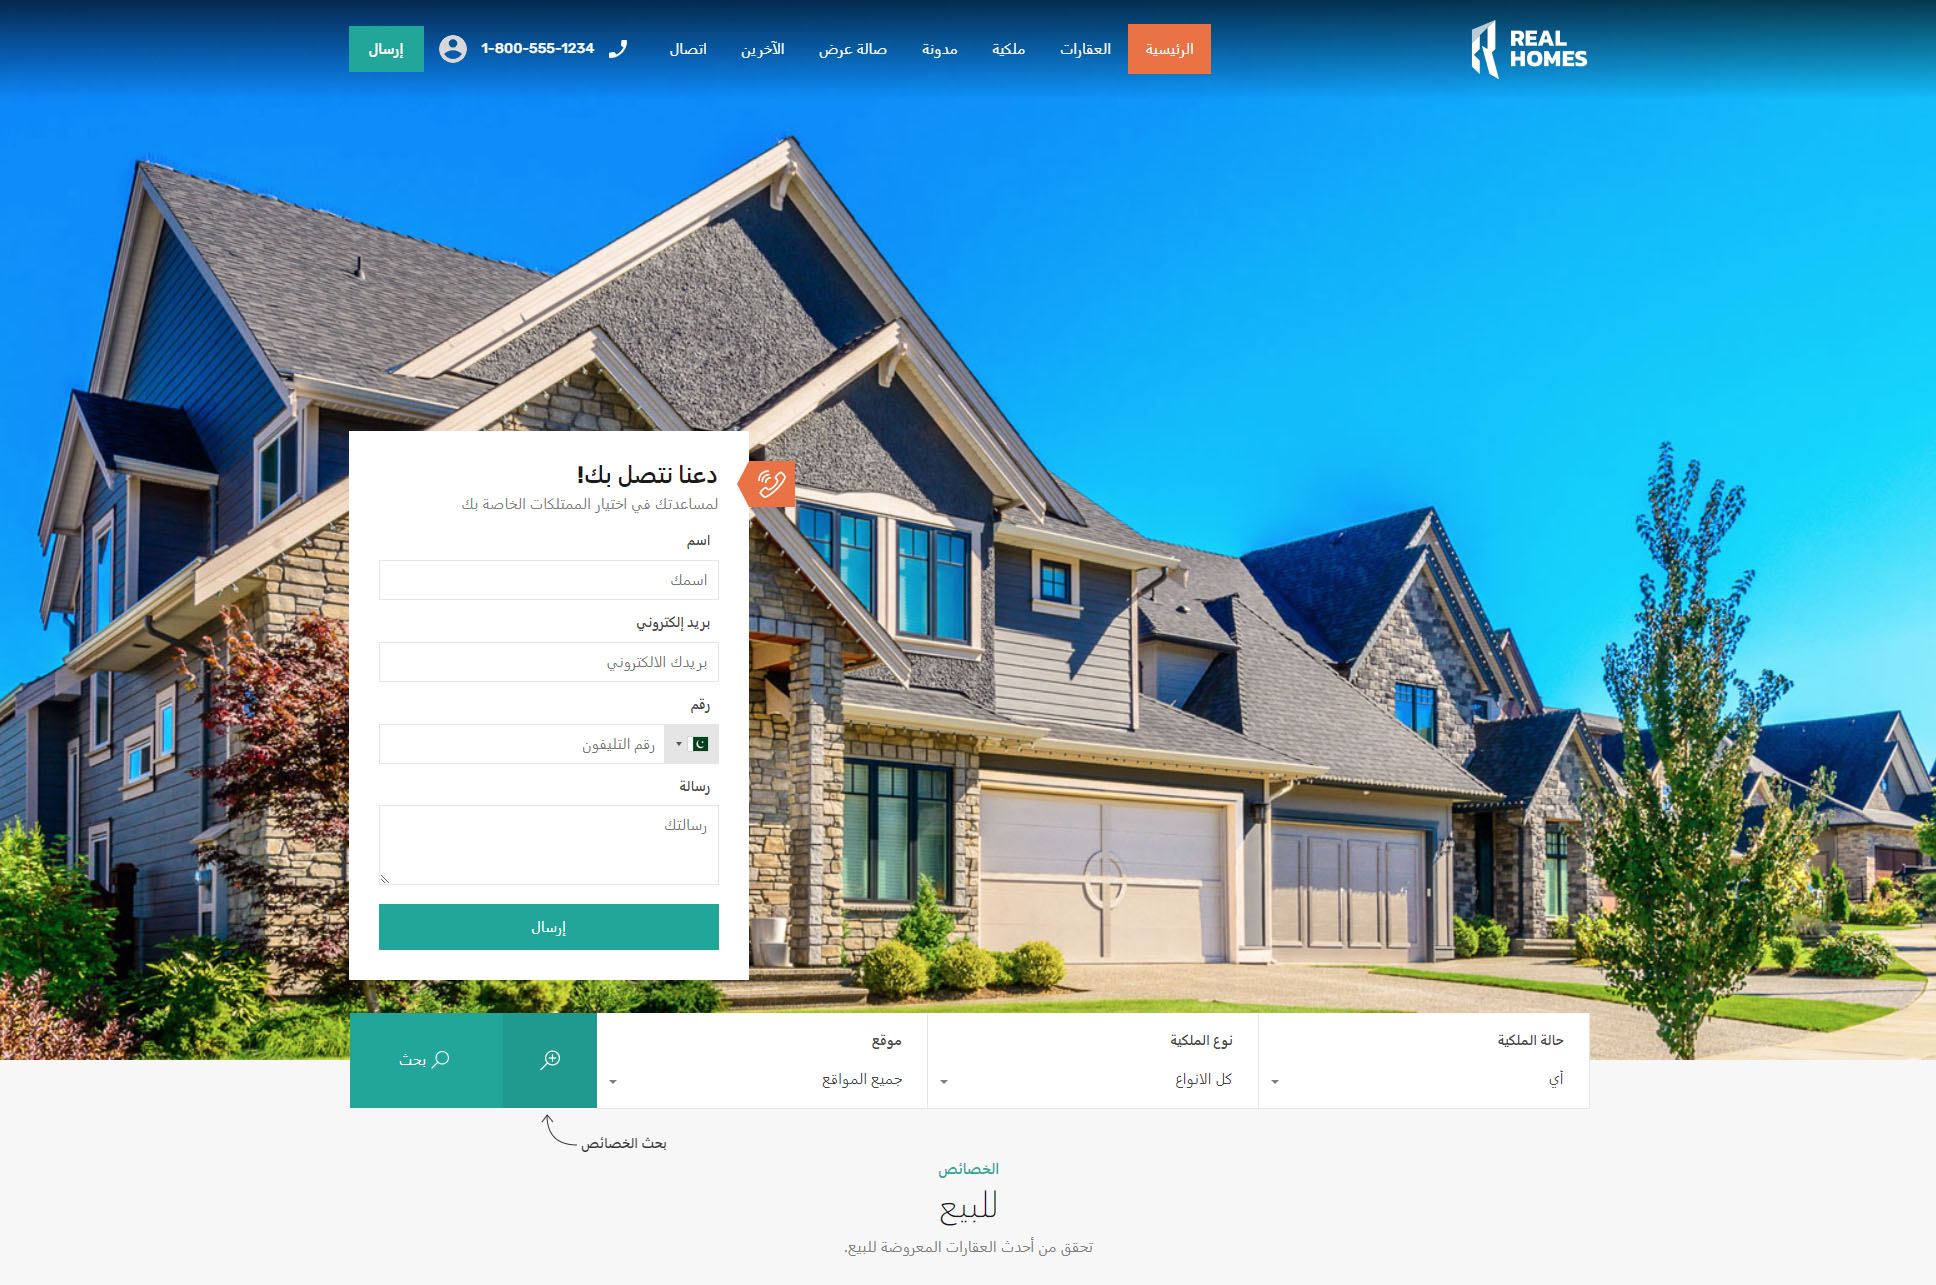 REAL
HOMES
الرئيسية
العقارات
ملكية
مدونة
صالة عرض
الآخرين
اتصال
1-800-555-1234
إرسال
دعنا نتصل بك!
لمساعدتك في اختيار الممتلكات الخاصة بك
اسم
اسمك
بريد إلكتروني
بريدك الالكتروني
رقم
رقم التليفون
رسالة
رسالتك
إرسال
حالة الملكية
أي
نوع الملكية
كل الانواع
موقع
جميع المواقع
بحث
بحث الخصائص
الخصائص
للبيع
تحقق من أحدث العقارات المعروضة للبيع.